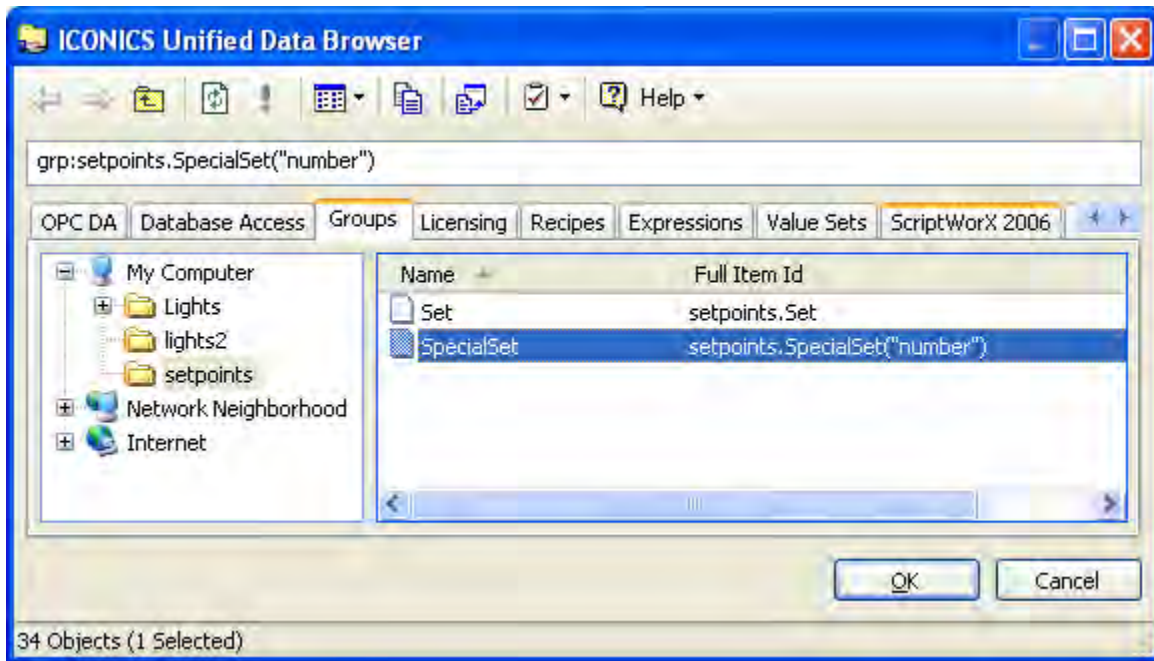 ICONICS Unified Data Browser
Help
grp:setpoints.SpecialSet("number")
OPC DA Database Access Groups Licensing Recipes Expressions Value Sets ScriptWorX 2006
My Computer
Lights
lights2
setpoints
Network Neighborhood
Internet
Name Full Item Id
Set setpoints.Set
SpecialSet setpoints.SpecialSet("number")
OK Cancel
34 Objects (1 Selected)